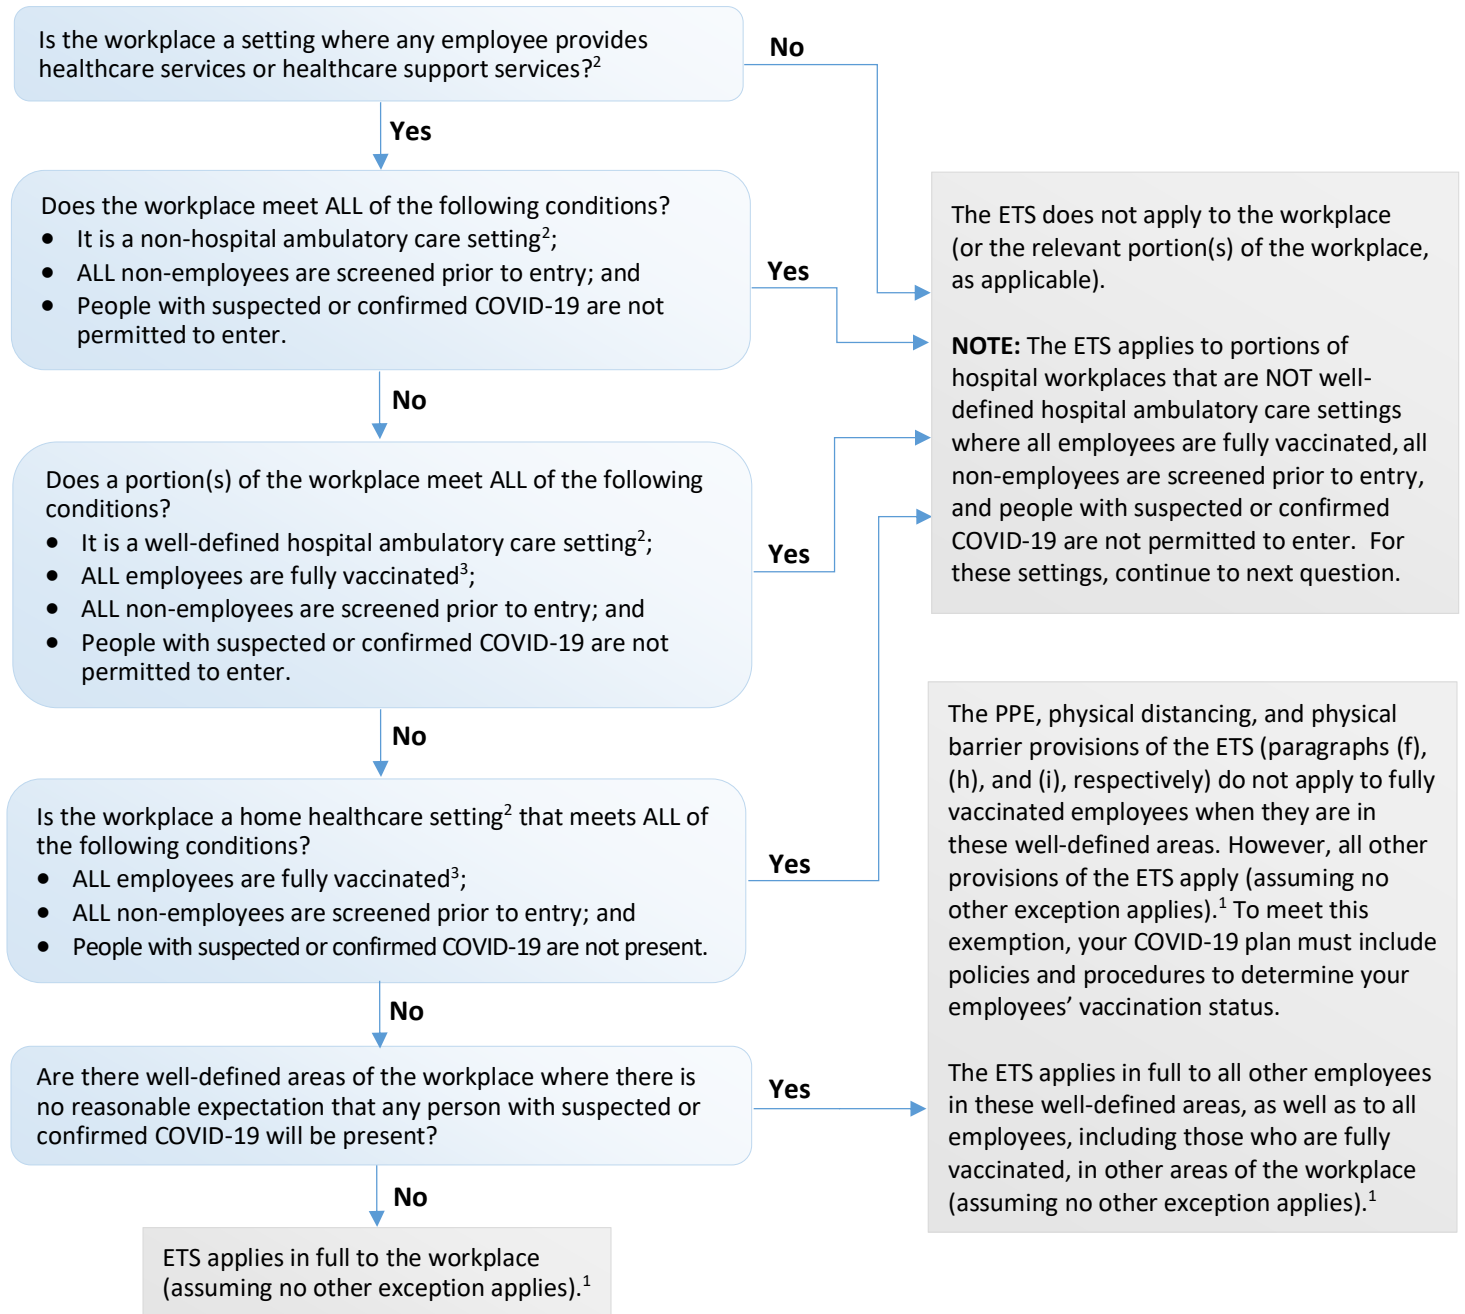 Is the workplace a setting where any employee provides
healthcare services or healthcare support services?²
No
Yes
Does the workplace meet ALL of the following conditions?
• It is a non-hospital ambulatory care setting²;
• ALL non-employees are screened prior to entry; and
• People with suspected or confirmed COVID-19 are not
permitted to enter.
Yes
No
Does a portion(s) of the workplace meet ALL of the following
conditions?
• It is a well-defined hospital ambulatory care setting²;
• ALL employees are fully vaccinated³;
• ALL non-employees are screened prior to entry; and
• People with suspected or confirmed COVID-19 are not
permitted to enter.
Yes
No
Is the workplace a home healthcare setting² that meets ALL of
the following conditions?
• ALL employees are fully vaccinated³;
• ALL non-employees are screened prior to entry; and
• People with suspected or confirmed COVID-19 are not present.
Yes
No
Are there well-defined areas of the workplace where there is
no reasonable expectation that any person with suspected or
confirmed COVID-19 will be present?
Yes
No
ETS applies in full to the workplace
(assuming no other exception applies).¹
The ETS does not apply to the workplace
(or the relevant portion(s) of the workplace,
as applicable).
NOTE: The ETS applies to portions of
hospital workplaces that are NOT well-
defined hospital ambulatory care settings
where all employees are fully vaccinated, all
non-employees are screened prior to entry,
and people with suspected or confirmed
COVID-19 are not permitted to enter. For
these settings, continue to next question.
The PPE, physical distancing, and physical
barrier provisions of the ETS (paragraphs (f),
(h), and (i), respectively) do not apply to fully
vaccinated employees when they are in
these well-defined areas. However, all other
provisions of the ETS apply (assuming no
other exception applies).¹ To meet this
exemption, your COVID-19 plan must include
policies and procedures to determine your
employees’ vaccination status.
The ETS applies in full to all other employees
in these well-defined areas, as well as to all
employees, including those who are fully
vaccinated, in other areas of the workplace
(assuming no other exception applies).¹